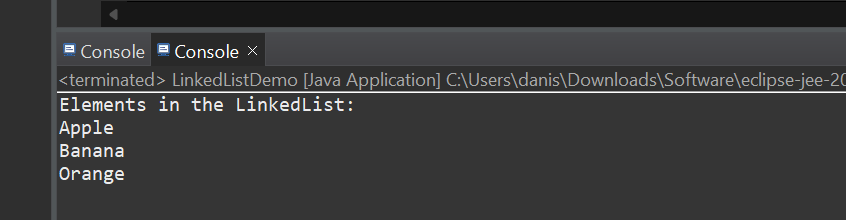 Console Console
<terminated> LinkedListDemo [Java Application] C:\Users\danis\Downloads\Software\eclipse-jee-20
Elements in the LinkedList:
Apple
Banana
Orange